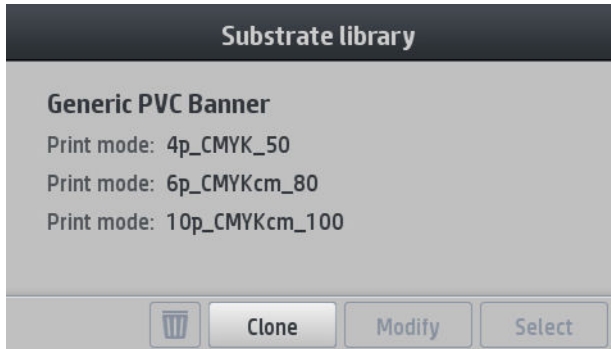 Substrate library
Generic PVC Banner
Print mode: 4p_CMYK_50
Print mode: 6p_CMYKcm_80
Print mode: 10p_CMYKcm_100
Clone Modify Select